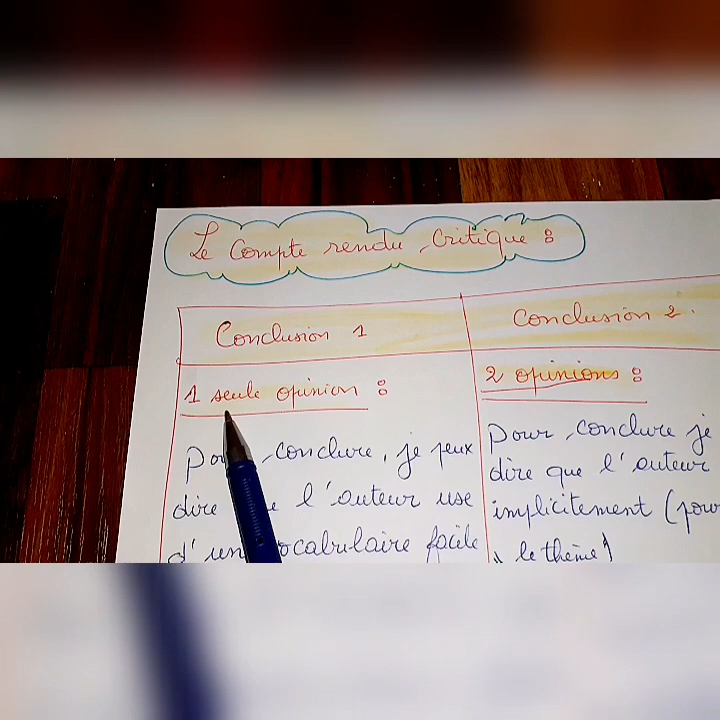 Le Compte rendu critique :
Conclusion 1
1 seule opinion :
conclure, je peux
dire l'auteur use
d'un vocabulaire facile
Conclusion 2
2 opinions :
Pour conclure je
dire que l'auteur
implicitement (pour
le thème)